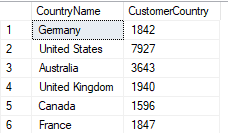 CountryName CustomerCountry
1 Germany 1842
2 United States 7927
3 Australia 3643
4 United Kingdom 1940
5 Canada 1596
6 France 1847